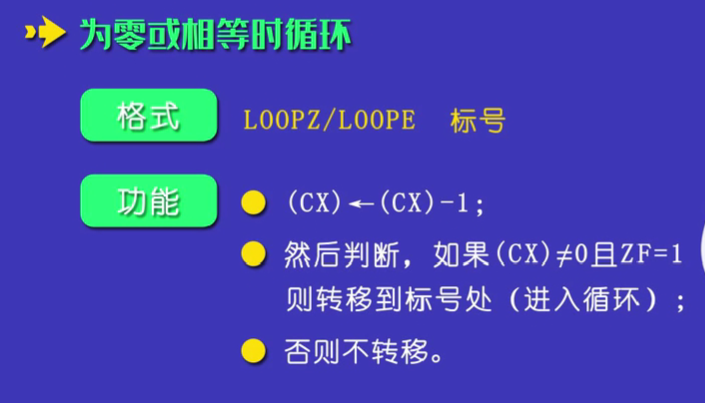 为零或相等时循环
格式 LOOPZ/LOOPE 标号
功能 (CX)←(CX)-1;
然后判断，如果(CX)≠0且ZF=1
则转移到标号处（进入循环）;
否则不转移。